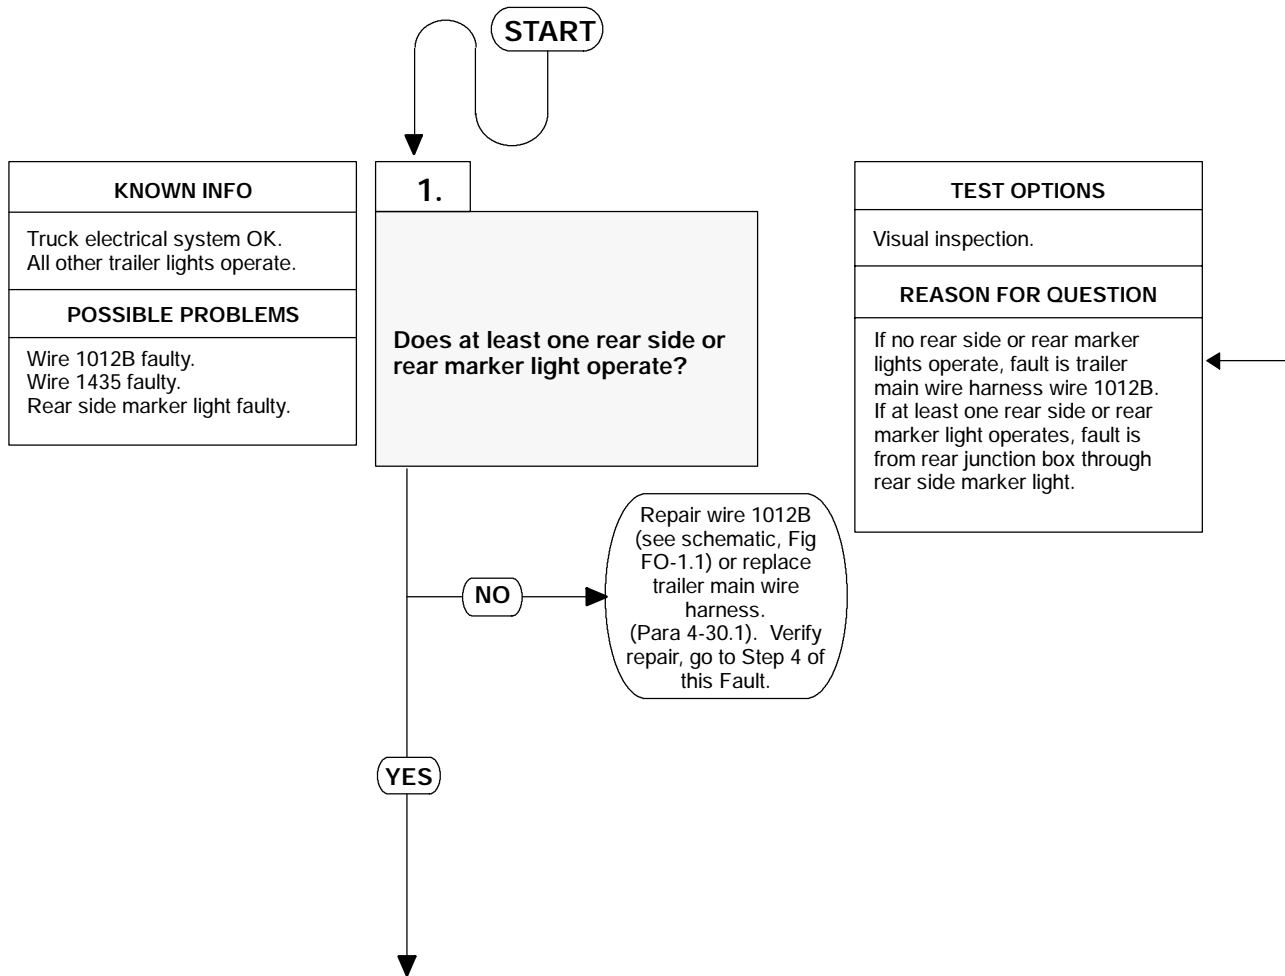 START
KNOWN INFO
Truck electrical system OK.
All other trailer lights operate.
POSSIBLE PROBLEMS
Wire 1012B faulty.
Wire 1435 faulty.
Rear side marker light faulty.
1.
Does at least one rear side or
rear marker light operate?
TEST OPTIONS
Visual inspection.
REASON FOR QUESTION
If no rear side or rear marker
lights operate, fault is trailer
main wire harness wire 1012B.
If at least one rear side or rear
marker light operates, fault is
from rear junction box through
rear side marker light.
NO
Repair wire 1012B
(see schematic, Fig
FO-1.1) or replace
trailer main wire
harness.
(Para 4-30.1). Verify
repair, go to Step 4 of
this Fault.
YES